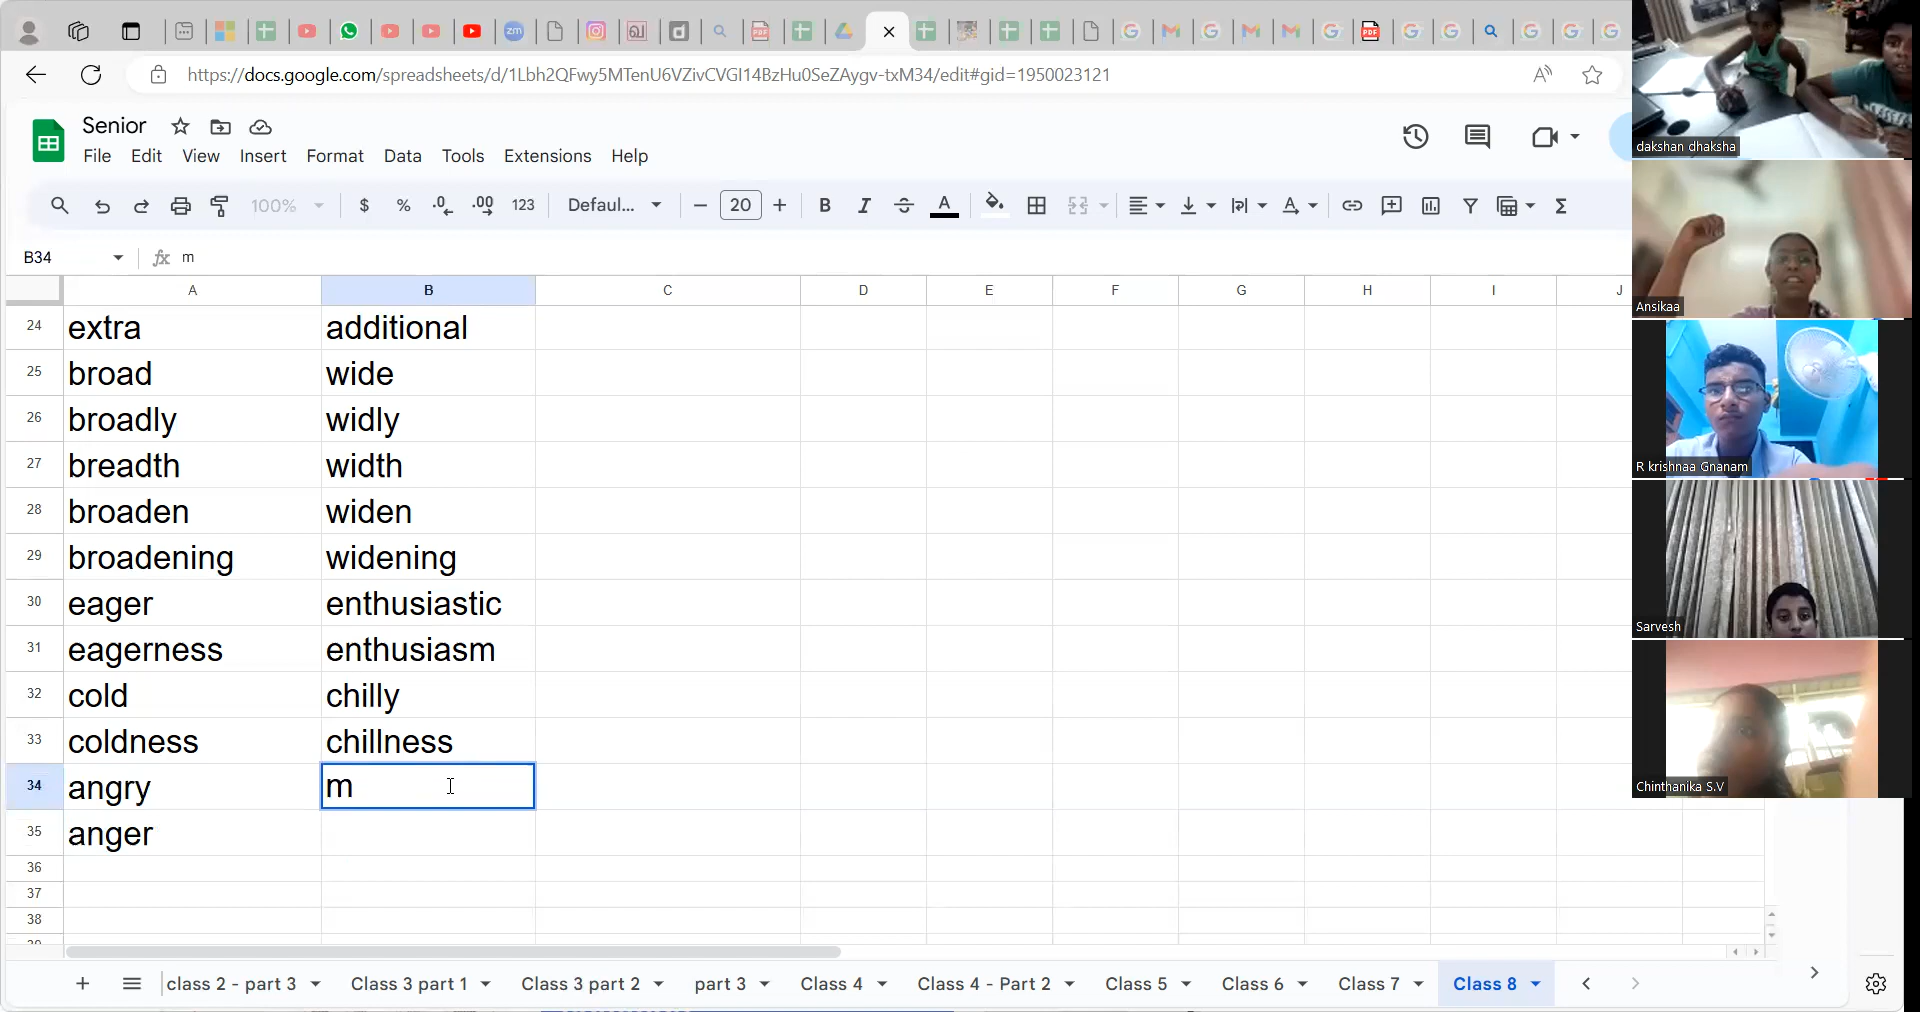 https://docs.google.com/spreadsheets/d/1Lbh2QFwy5MTenU6VZivCVGI14BzHu0SeZAygv-txM34/edit#gid=1950023121
Senior
File Edit View Insert Format Data Tools Extensions Help
100% $ % .0 .00 123 Defaul... 20 B I A
B34 fx m
A B C D E F G H I J
24 extra additional
25 broad wide
26 broadly widly
27 breadth width
28 broaden widen
29 broadening widening
30 eager enthusiastic
31 eagerness enthusiasm
32 cold chilly
33 coldness chillness
34 angry m
35 anger
36
37
38
39
class 2 - part 3 Class 3 part 1 Class 3 part 2 part 3 Class 4 Class 4 - Part 2 Class 5 Class 6 Class 7 Class 8
dakshan dhaksha
Ansikaa
R krishnaa Gnanam
Sarvesh
Chinthanika S.V